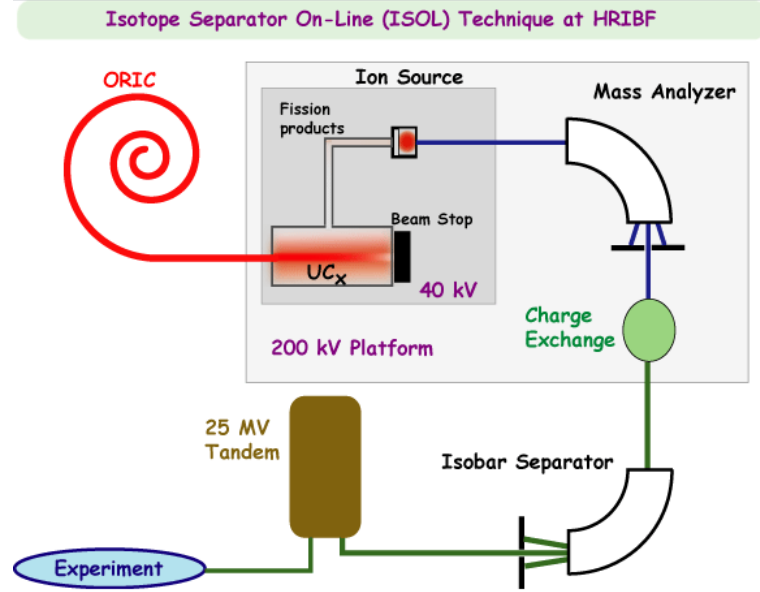 Isotope Separator On-Line (ISOL) Technique at HRIBF
ORIC
Ion Source
Mass Analyzer
Fission
products
Beam Stop
UCx
40 kV
Charge
Exchange
200 kV Platform
25 MV
Tandem
Isobar Separator
Experiment